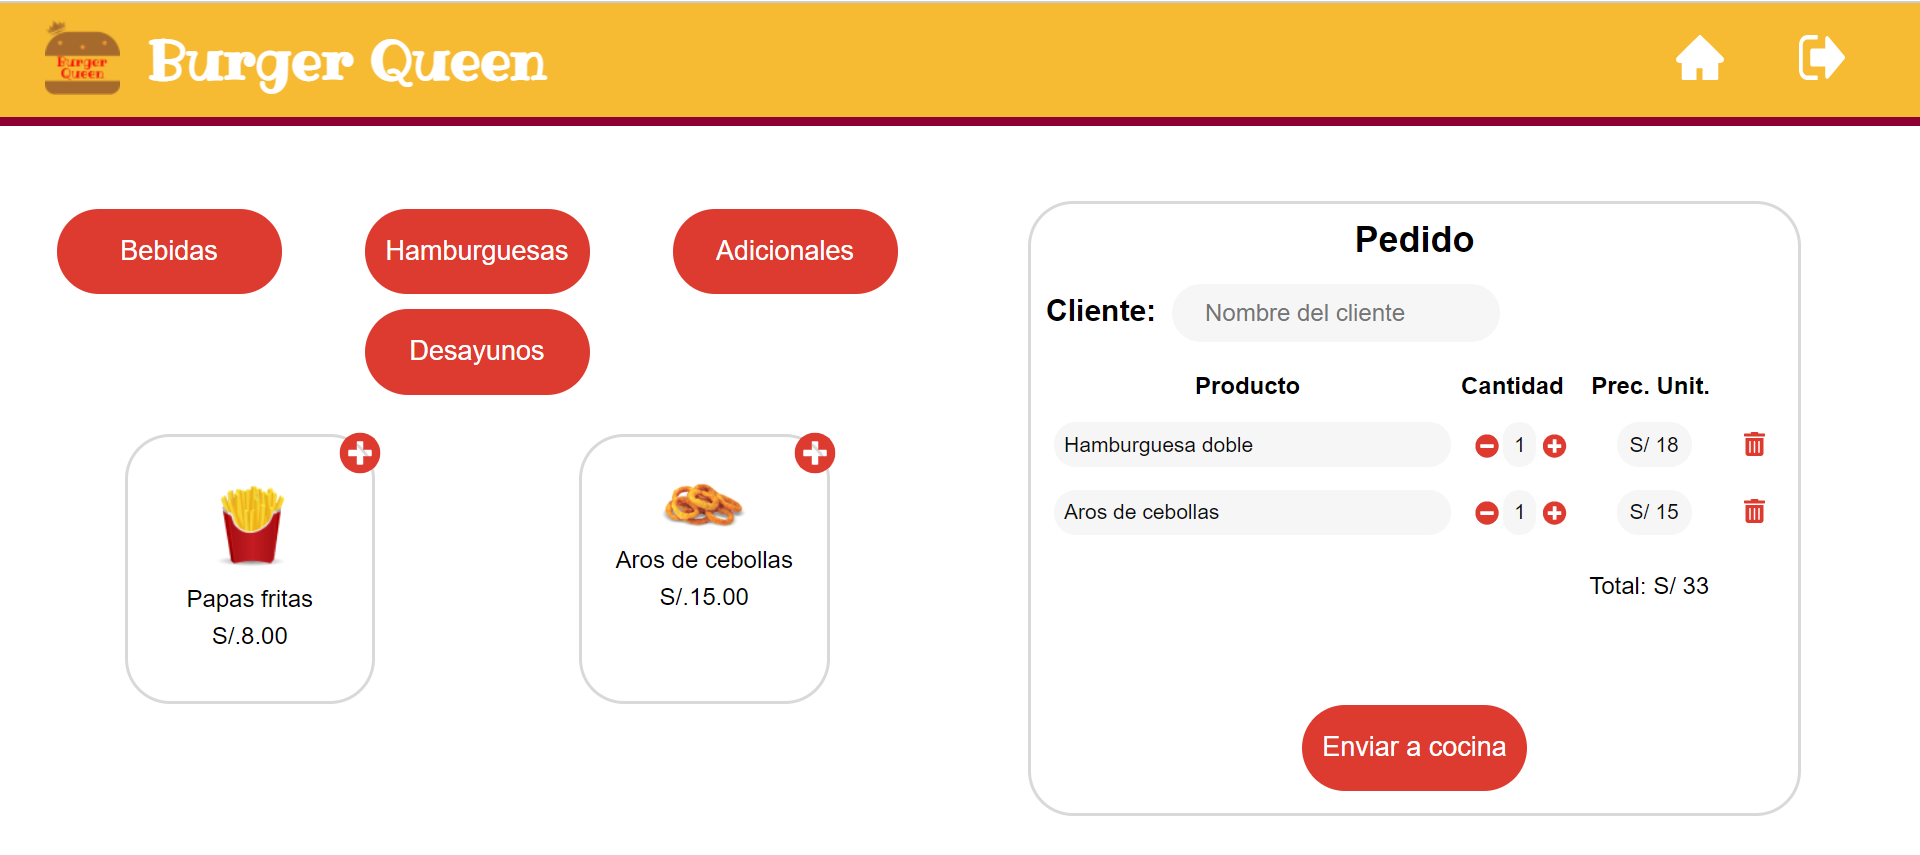 Burger
Queen
Burger Queen
Bebidas
Hamburguesas
Adicionales
Desayunos
Papas fritas
S/.8.00
Aros de cebollas
S/.15.00
Pedido
Cliente: Nombre del cliente
Producto Cantidad Prec. Unit.
Hamburguesa doble 1 S/ 18
Aros de cebollas 1 S/ 15
Total: S/ 33
Enviar a cocina